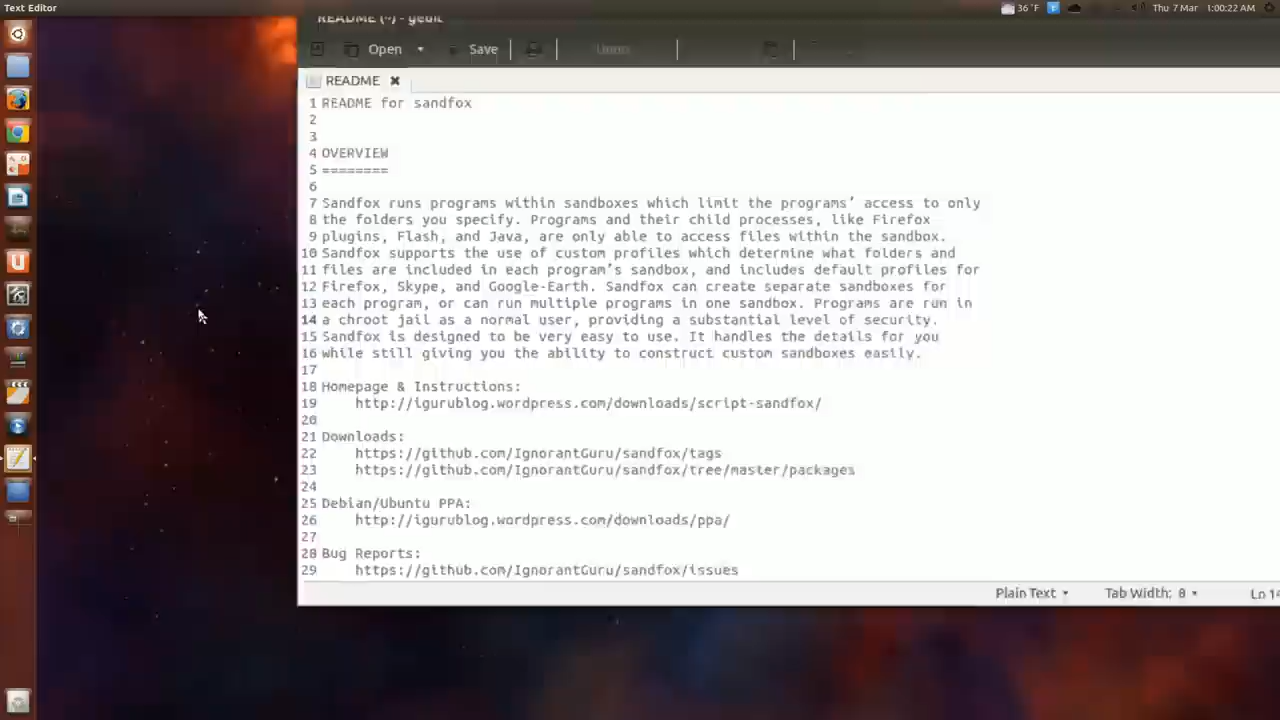 Text Editor
36 °F
Thu 7 Mar
1:00:22 AM
README (~) - gedit
Open
Save
Undo
README
1 README for sandfox
2
3
4 OVERVIEW
5 ========
6
7 Sandfox runs programs within sandboxes which limit the programs' access to only
8 the folders you specify. Programs and their child processes, like Firefox
9 plugins, Flash, and Java, are only able to access files within the sandbox.
10 Sandfox supports the use of custom profiles which determine what folders and
11 files are included in each program's sandbox, and includes default profiles for
12 Firefox, Skype, and Google-Earth. Sandfox can create separate sandboxes for
13 each program, or can run multiple programs in one sandbox. Programs are run in
14 a chroot jail as a normal user, providing a substantial level of security.
15 Sandfox is designed to be very easy to use. It handles the details for you
16 while still giving you the ability to construct custom sandboxes easily.
17
18 Homepage & Instructions:
19 http://igurublog.wordpress.com/downloads/script-sandfox/
20
21 Downloads:
22 https://github.com/IgnorantGuru/sandfox/tags
23 https://github.com/IgnorantGuru/sandfox/tree/master/packages
24
25 Debian/Ubuntu PPA:
26 http://igurublog.wordpress.com/downloads/ppa/
27
28 Bug Reports:
29 https://github.com/IgnorantGuru/sandfox/issues
Plain Text
Tab Width: 8
Ln 14